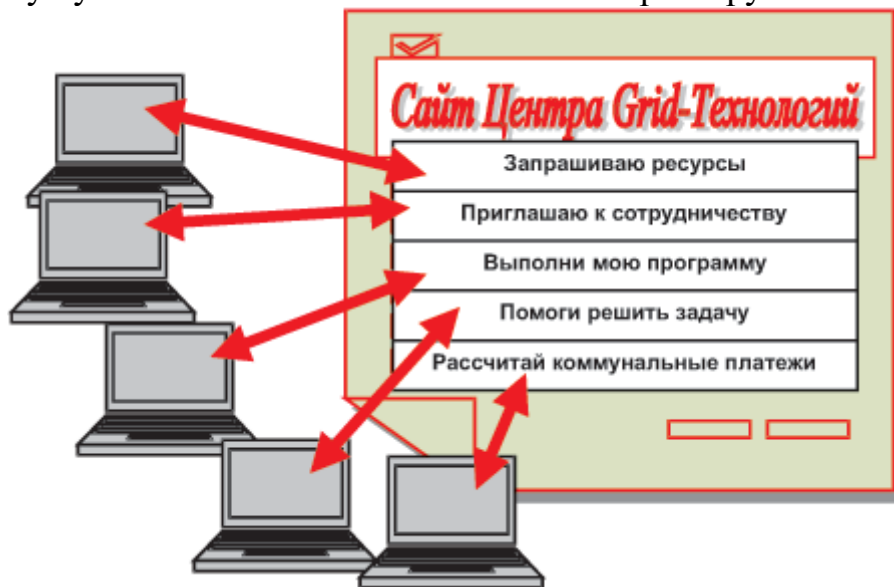 Сайт Центра Grid-Технологий
Запрашиваю ресурсы
Приглашаю к сотрудничеству
Выполни мою программу
Помоги решить задачу
Рассчитай коммунальные платежи